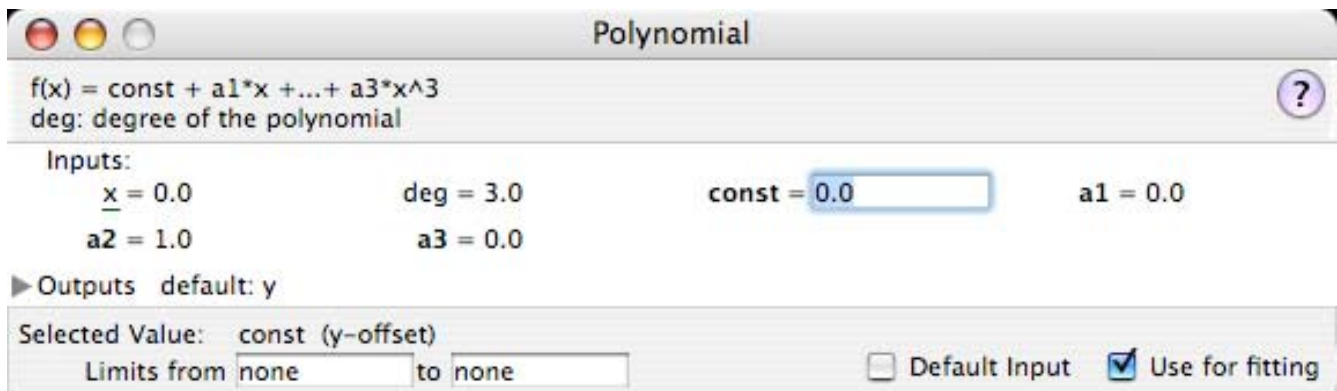 Polynomial
f(x) = const + a1*x +...+ a3*x^3
?
deg: degree of the polynomial
Inputs:
x = 0.0 deg = 3.0 const = 0.0 a1 = 0.0
a2 = 1.0 a3 = 0.0
Outputs default: y
Selected Value: const (y-offset)
Limits from none to none Default Input Use for fitting